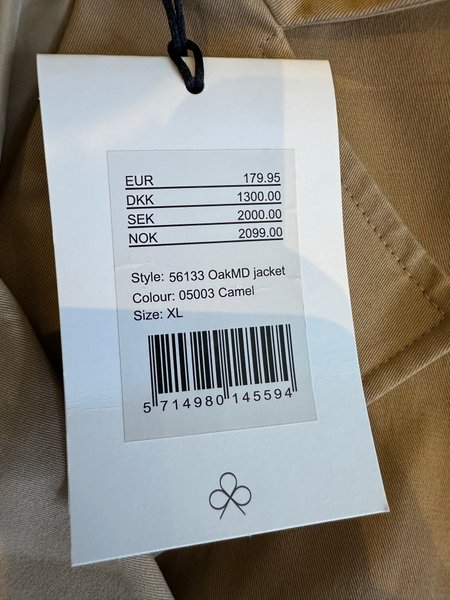 EUR 179.95
DKK 1300.00
SEK 2000.00
NOK 2099.00
Style: 56133 OakMD jacket
Colour: 05003 Camel
Size: XL
5 714980 145594